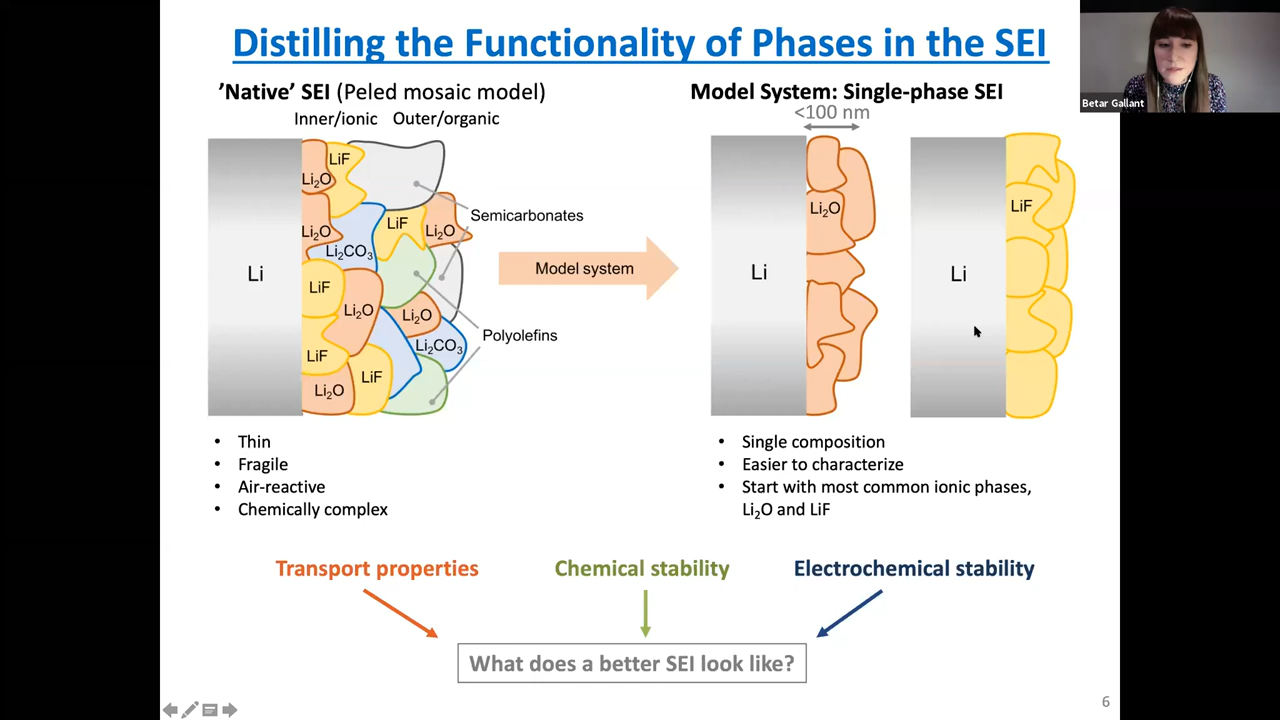 Distilling the Functionality of Phases in the SEI
Betar Gallant
’Native’ SEI (Peled mosaic model)
Inner/ionic Outer/organic
Li
Li₂O
LiF
Li₂O
Li₂CO₃
LiF
Li₂O
LiF
Li₂O
Li₂O
LiF
Li₂CO₃
LiF
Li₂O
Semicarbonates
Polyolefins
Model system
Model System: Single-phase SEI
<100 nm
Li
Li₂O
Li
LiF
• Thin
• Fragile
• Air-reactive
• Chemically complex
• Single composition
• Easier to characterize
• Start with most common ionic phases,
Li₂O and LiF
Transport properties
Chemical stability
Electrochemical stability
What does a better SEI look like?
6